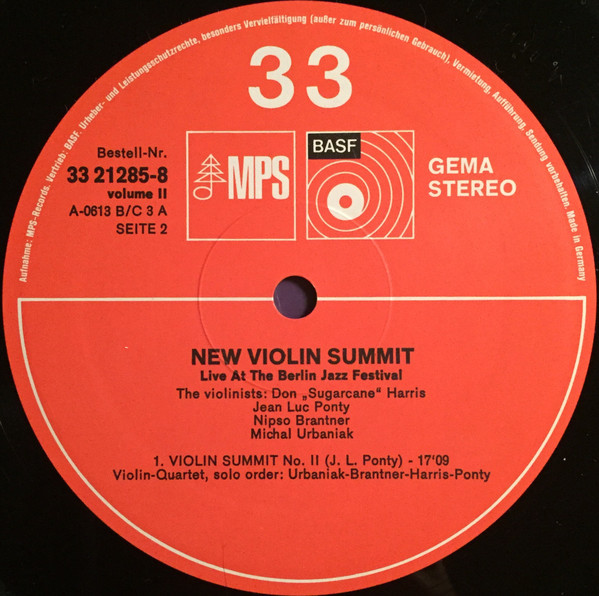 Aufnahme: MPS-Records. Vertrieb: BASF. Urheber- und Leistungsschutzrechte, besonders Vervielfältigung (außer zum persönlichen Gebrauch), Vermietung, Aufführung, Sendung vorbehalten. Made in Germany
33
Bestell-Nr.
33 21285-8
volume II
A-0613 B/C 3 A
SEITE 2
MPS
BASF
GEMA
STEREO
NEW VIOLIN SUMMIT
Live At The Berlin Jazz Festival
The violinists: Don „Sugarcane“ Harris
Jean Luc Ponty
Nipso Brantner
Michal Urbaniak
1. VIOLIN SUMMIT No. II (J. L. Ponty) - 17'09
Violin-Quartet, solo order: Urbaniak-Brantner-Harris-Ponty